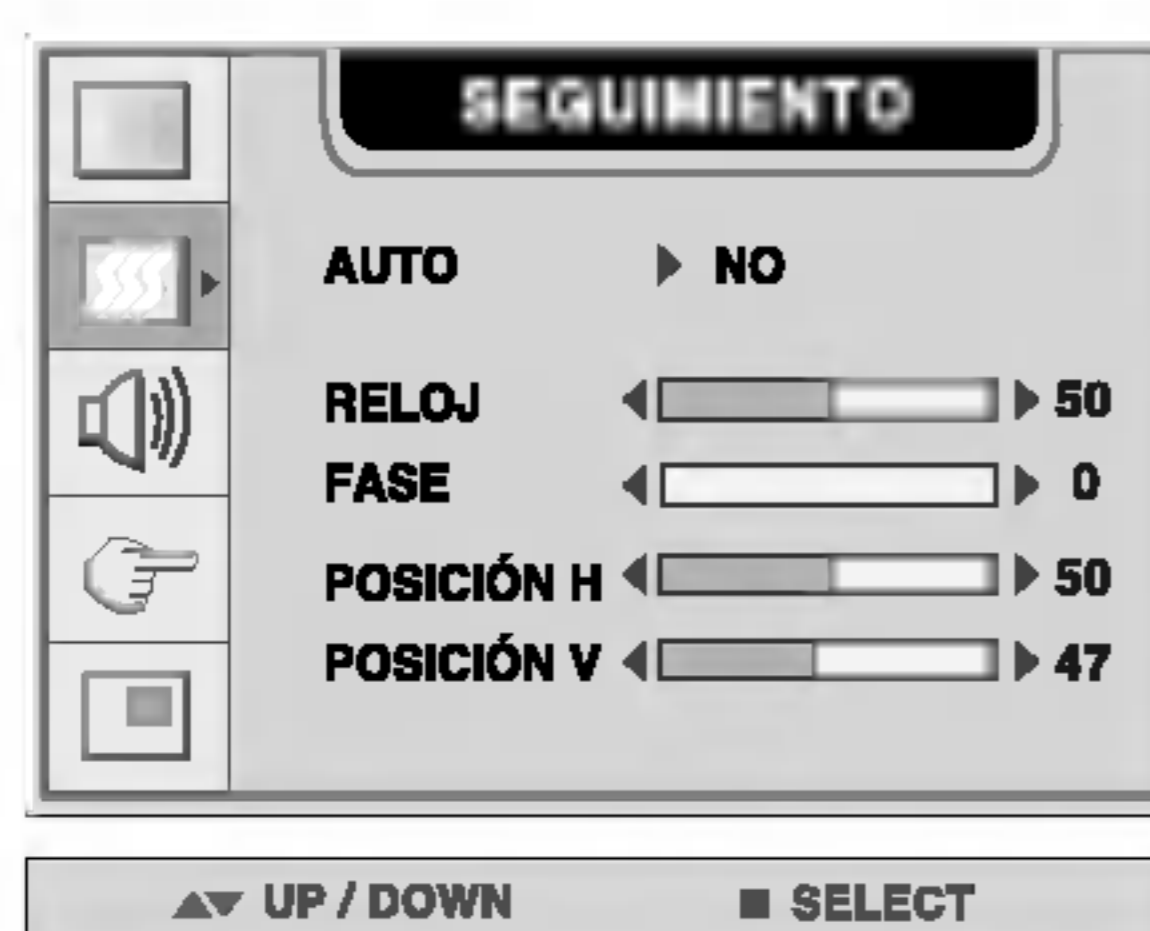 SEGUIMIENTO
AUTO NO
RELOJ 50
FASE 0
POSICIÓN H 50
POSICIÓN V 47
UP / DOWN SELECT